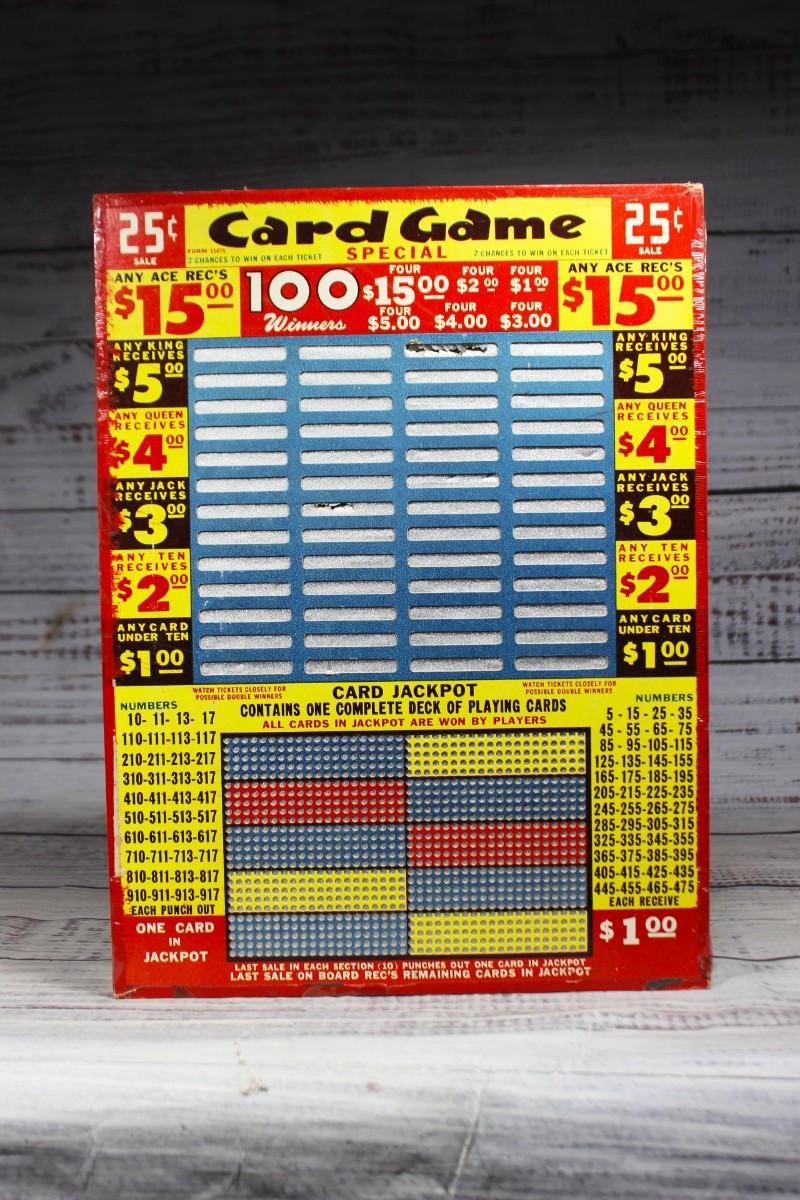 25¢
SALE
Card Game
25¢
SALE
2 CHANCES TO WIN ON EACH TICKET
SPECIAL
2 CHANCES TO WIN ON EACH TICKET
ANY ACE REC'S
$15 00
100
Winners
FOUR
$15 00
FOUR
$2 00
FOUR
$1 00
FOUR
$5.00
FOUR
$4.00
FOUR
$3.00
ANY ACE REC'S
$15 00
ANY KING
RECEIVES
$5 00
ANY QUEEN
RECEIVES
$4 00
ANY JACK
RECEIVES
$3 00
ANY TEN
RECEIVES
$2 00
ANY CARD
UNDER TEN
$1 00
ANY KING
RECEIVES
$5 00
ANY QUEEN
RECEIVES
$4 00
ANY JACK
RECEIVES
$3 00
ANY TEN
RECEIVES
$2 00
ANY CARD
UNDER TEN
$1 00
WATCH TICKETS CLOSELY FOR
POSSIBLE DOUBLE WINNERS
CARD JACKPOT
WATCH TICKETS CLOSELY FOR
POSSIBLE DOUBLE WINNERS
CONTAINS ONE COMPLETE DECK OF PLAYING CARDS
ALL CARDS IN JACKPOT ARE WON BY PLAYERS
NUMBERS
10- 11- 13- 17
110-111-113-117
210-211-213-217
310-311-313-317
410-411-413-417
510-511-513-517
610-611-613-617
710-711-713-717
810-811-813-817
910-911-913-917
EACH PUNCH OUT
ONE CARD
IN
JACKPOT
NUMBERS
5 - 15 - 25 - 35
45 - 55 - 65 - 75
85 - 95-105-115
125-135-145-155
165-175-185-195
205-215-225-235
245-255-265-275
285-295-305-315
325-335-345-355
365-375-385-395
405-415-425-435
445-455-465-475
EACH RECEIVE
$1 00
LAST SALE IN EACH SECTION (10) PUNCHES OUT ONE CARD IN JACKPOT
LAST SALE ON BOARD REC'S REMAINING CARDS IN JACKPOT